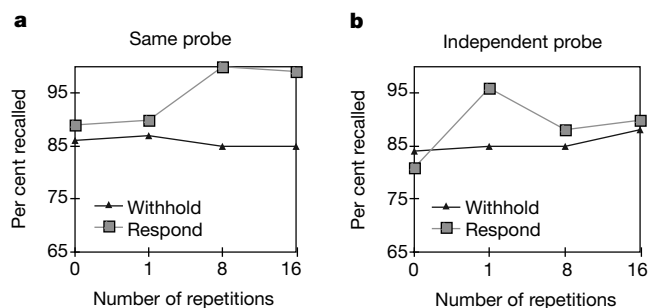 a
Same probe
Per cent recalled
95
85
75
65
Withhold
Respond
0 1 8 16
Number of repetitions
b
Independent probe
Per cent recalled
95
85
75
65
Withhold
Respond
0 1 8 16
Number of repetitions